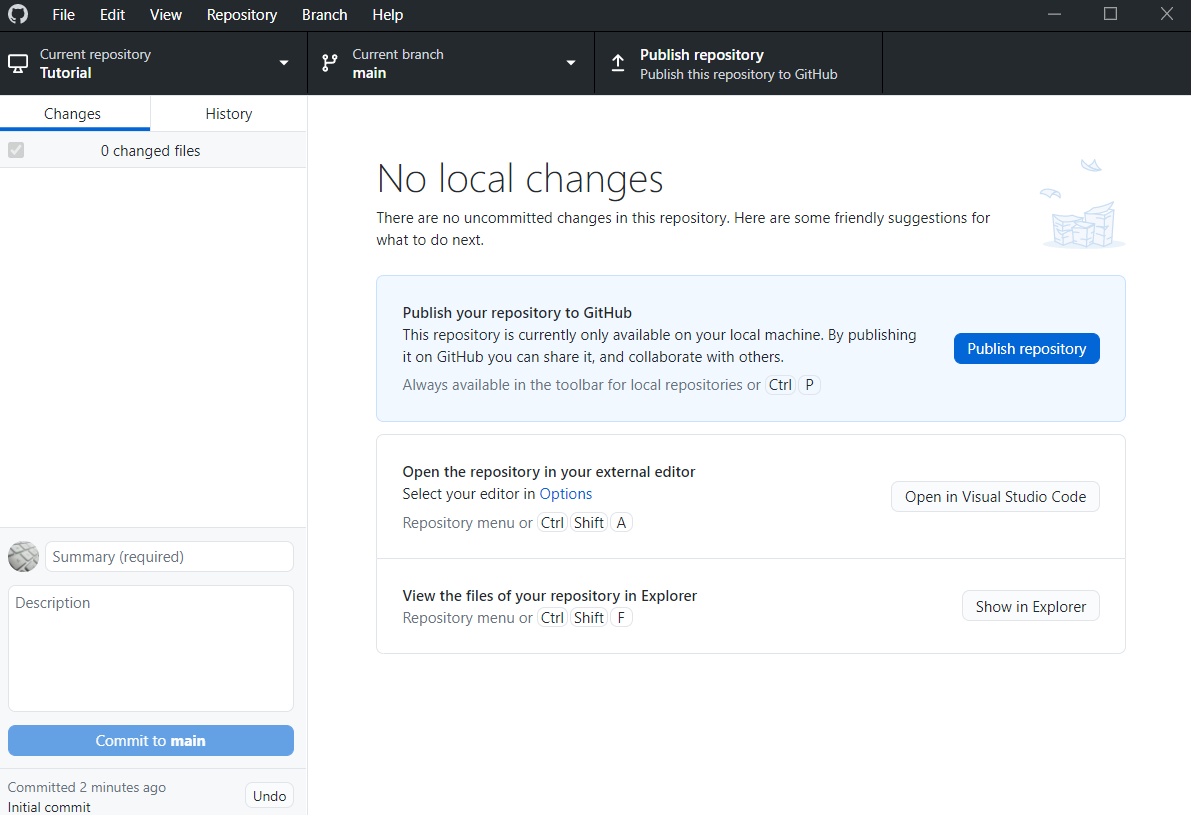 File Edit View Repository Branch Help
Current repository
Tutorial
Current branch
main
Publish repository
Publish this repository to GitHub
Changes History
0 changed files
No local changes
There are no uncommitted changes in this repository. Here are some friendly suggestions for
what to do next.
Publish your repository to GitHub
This repository is currently only available on your local machine. By publishing
it on GitHub you can share it, and collaborate with others.
Always available in the toolbar for local repositories or Ctrl P
Publish repository
Open the repository in your external editor
Select your editor in Options
Repository menu or Ctrl Shift A
Open in Visual Studio Code
View the files of your repository in Explorer
Repository menu or Ctrl Shift F
Show in Explorer
Summary (required)
Description
Commit to main
Committed 2 minutes ago
Initial commit
Undo